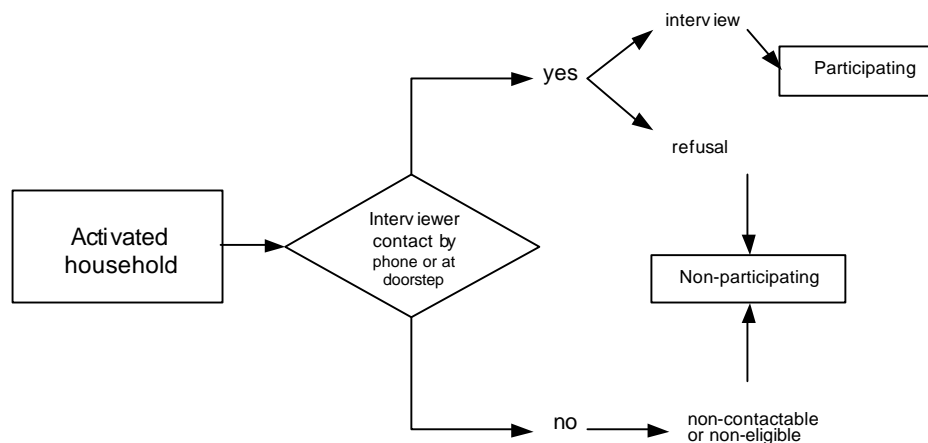 interview
yes
Participating
refusal
Activated
household
Interviewer
contact by
phone or at
doorstep
Non-participating
no
non-contactable
or non-eligible